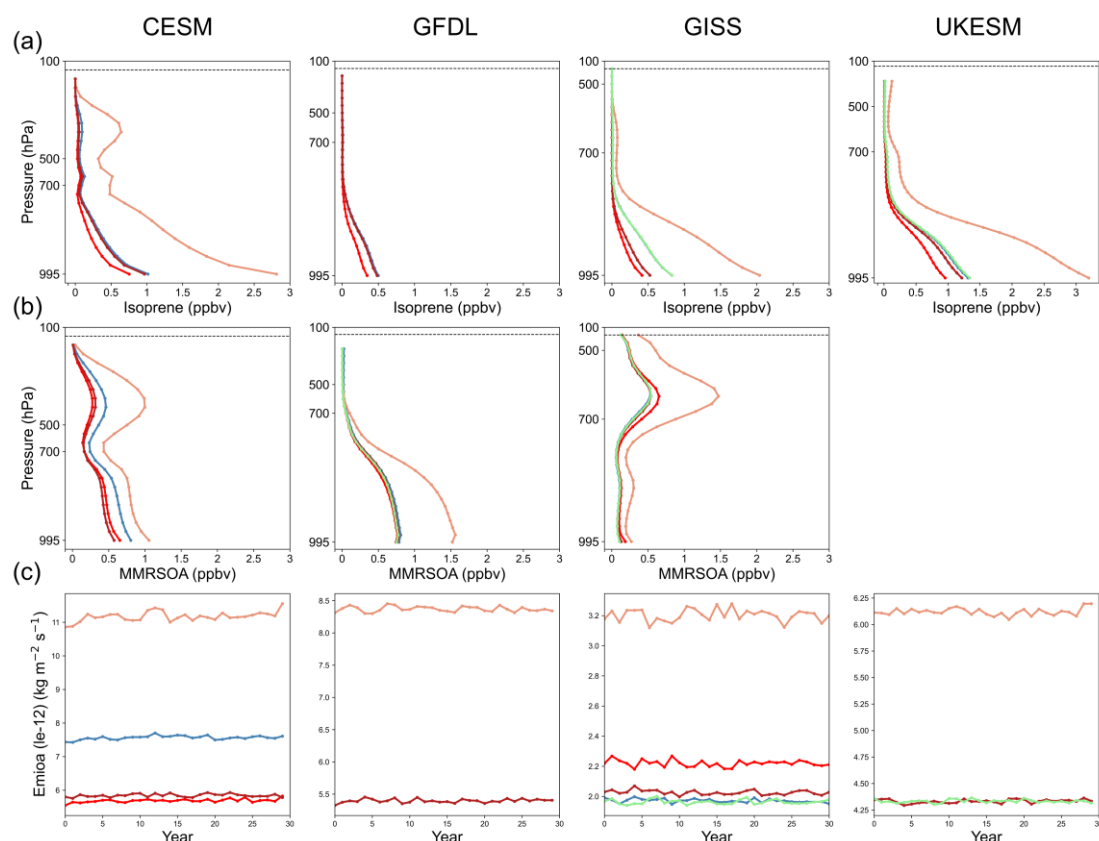 CESM GFDL GISS UKESM
(a)
100 100 100 100
500 500
500 700 700 700
700
995 995 995 995
Pressure (hPa)
0 0.5 1 1.5 2 2.5 3 0 0.5 1 1.5 2 2.5 3 0 0.5 1 1.5 2 2.5 3 0 0.5 1 1.5 2 2.5 3
Isoprene (ppbv) Isoprene (ppbv) Isoprene (ppbv) Isoprene (ppbv)
(b)
100 100 100
500
500 500
700 700 700
995 995 995
Pressure (hPa)
0 0.5 1 1.5 2 2.5 3 0 0.5 1 1.5 2 2.5 3 0 0.5 1 1.5 2 2.5 3
MMRSOA (ppbv) MMRSOA (ppbv) MMRSOA (ppbv)
(c)
11 8.5 3.2 6.25
10 8.0 3.0 6.00
9 7.5 2.8 5.75
8 7.0 2.6 5.50
7 6.5 2.4 5.25
6 6.0 2.2 5.00
5.5 2.0 4.75
4.50
4.25
Emioa (le-12) (kg m−2 s−1)
0 5 10 15 20 25 30 0 5 10 15 20 25 30 0 5 10 15 20 25 30 0 5 10 15 20 25 30
Year Year Year Year